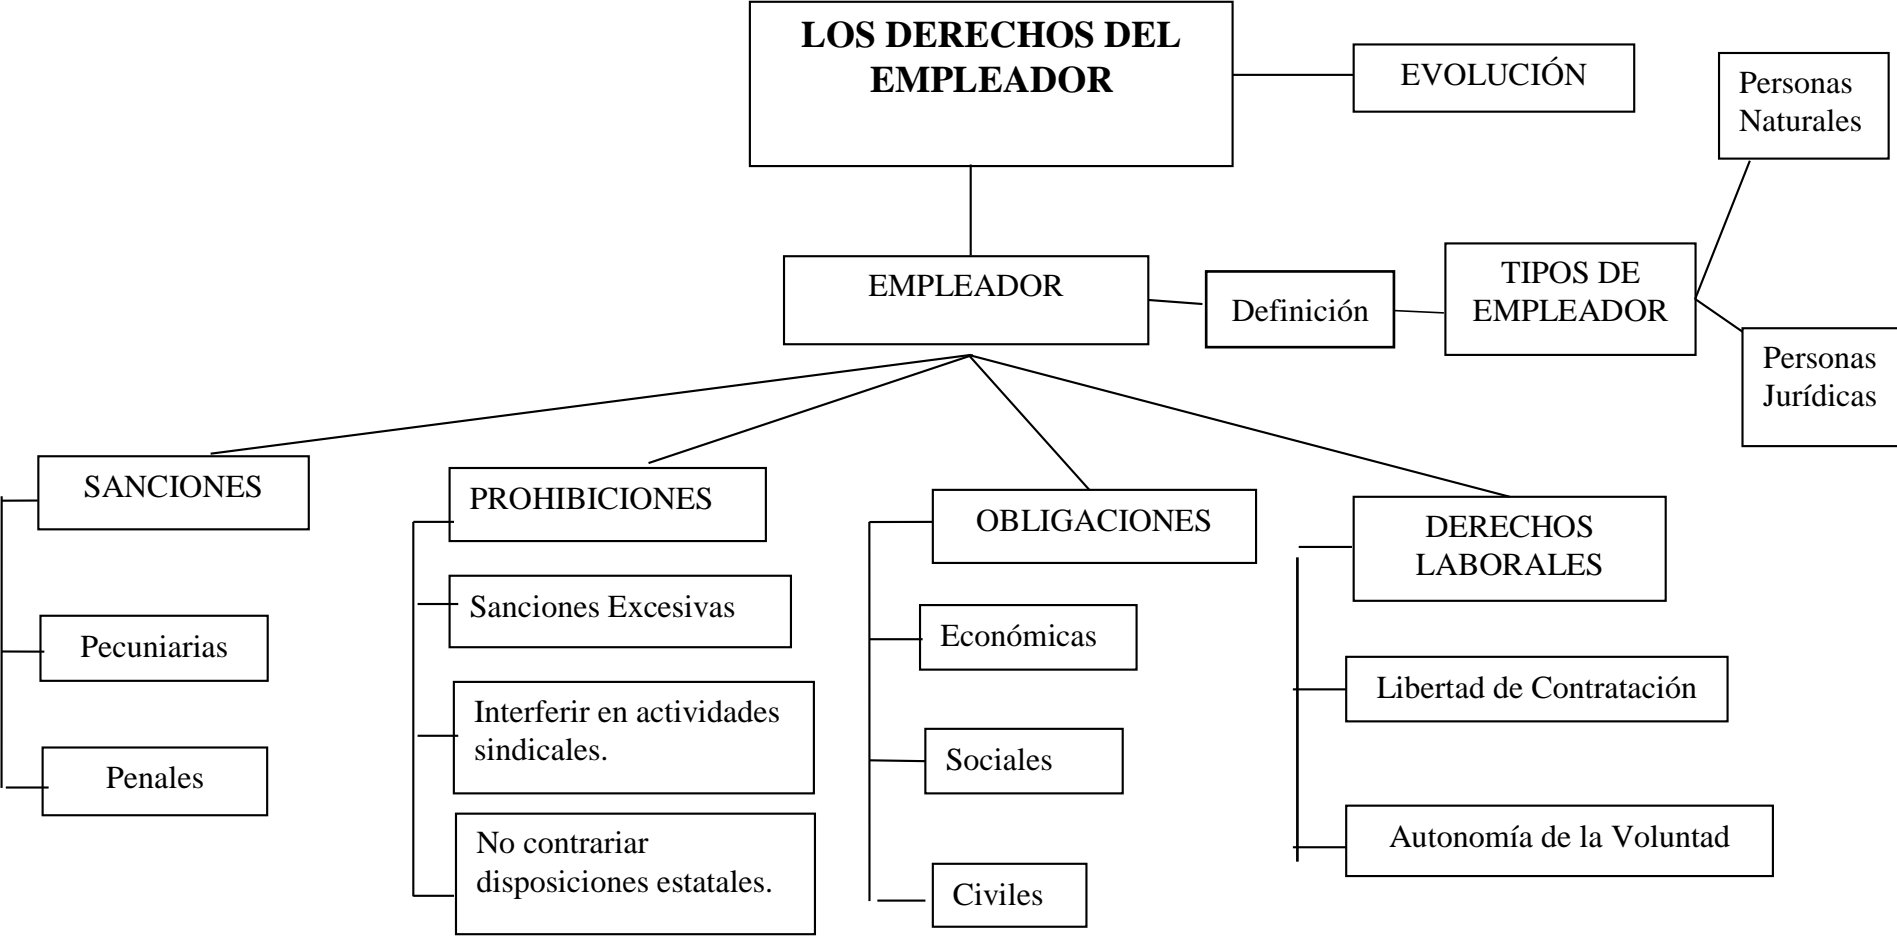 LOS DERECHOS DEL
EMPLEADOR
EVOLUCIÓN
Personas
Naturales
EMPLEADOR
Definición
TIPOS DE
EMPLEADOR
Personas
Jurídicas
SANCIONES
Pecuniarias
Penales
PROHIBICIONES
Sanciones Excesivas
Interferir en actividades
sindicales.
No contrariar
disposiciones estatales.
OBLIGACIONES
Económicas
Sociales
Civiles
DERECHOS
LABORALES
Libertad de Contratación
Autonomía de la Voluntad